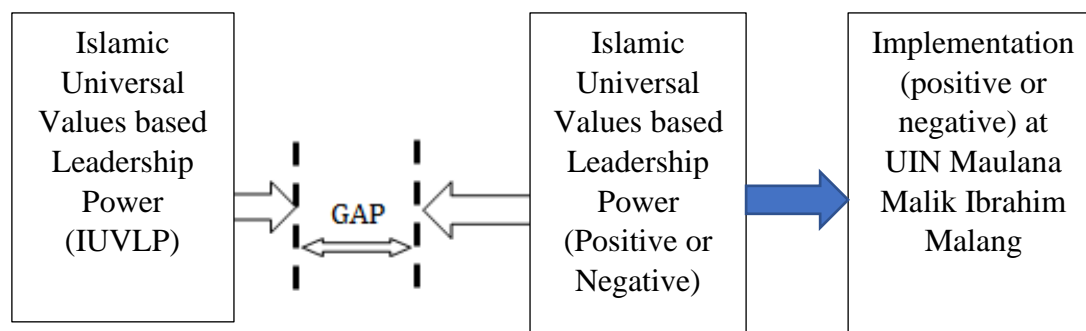 Islamic
Universal
Values based
Leadership
Power
(IUVLP)
GAP
Islamic
Universal
Values based
Leadership
Power
(Positive or
Negative)
Implementation
(positive or
negative) at
UIN Maulana
Malik Ibrahim
Malang